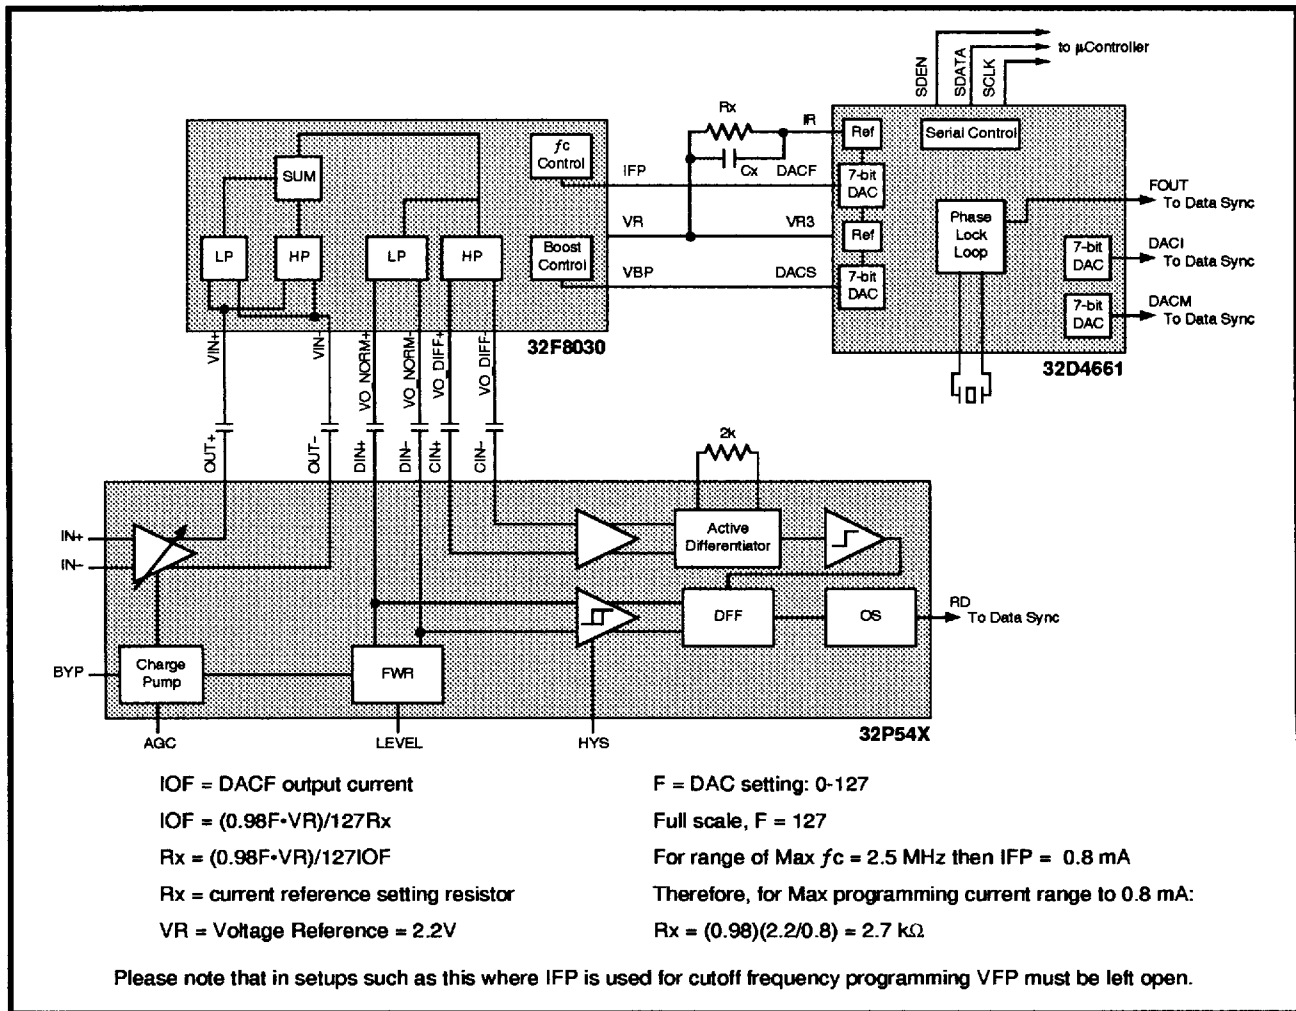 SDEN
SDATA
SCLK
to µController
Rx
IR
Ref
Serial Control
ƒc
Control
SUM
IFP
Cx
DACF
7-bit
DAC
FOUT
To Data Sync
Phase
Lock
Loop
VR
VR3
Ref
LP
HP
LP
HP
Boost
Control
7-bit
DAC
DACI
To Data Sync
VBP
DACS
7-bit
DAC
7-bit
DAC
DACM
To Data Sync
32F8030
32D4661
VIN+
VIN-
VO_NORM+
VO_NORM-
VO_DIFF+
VO_DIFF-
OUT+
OUT–
DIN+
DIN–
CIN+
CIN–
2k
IN+
IN–
Active
Differentiator
DFF
OS
RD
To Data Sync
BYP
Charge
Pump
FWR
32P54X
AGC
LEVEL
HYS
IOF = DACF output current
F = DAC setting: 0-127
IOF = (0.98F•VR)/127Rx
Full scale, F = 127
Rx = (0.98F•VR)/127IOF
For range of Max ƒc = 2.5 MHz then IFP = 0.8 mA
Rx = current reference setting resistor
Therefore, for Max programming current range to 0.8 mA:
VR = Voltage Reference = 2.2V
Rx = (0.98)(2.2/0.8) = 2.7 kΩ
Please note that in setups such as this where IFP is used for cutoff frequency programming VFP must be left open.